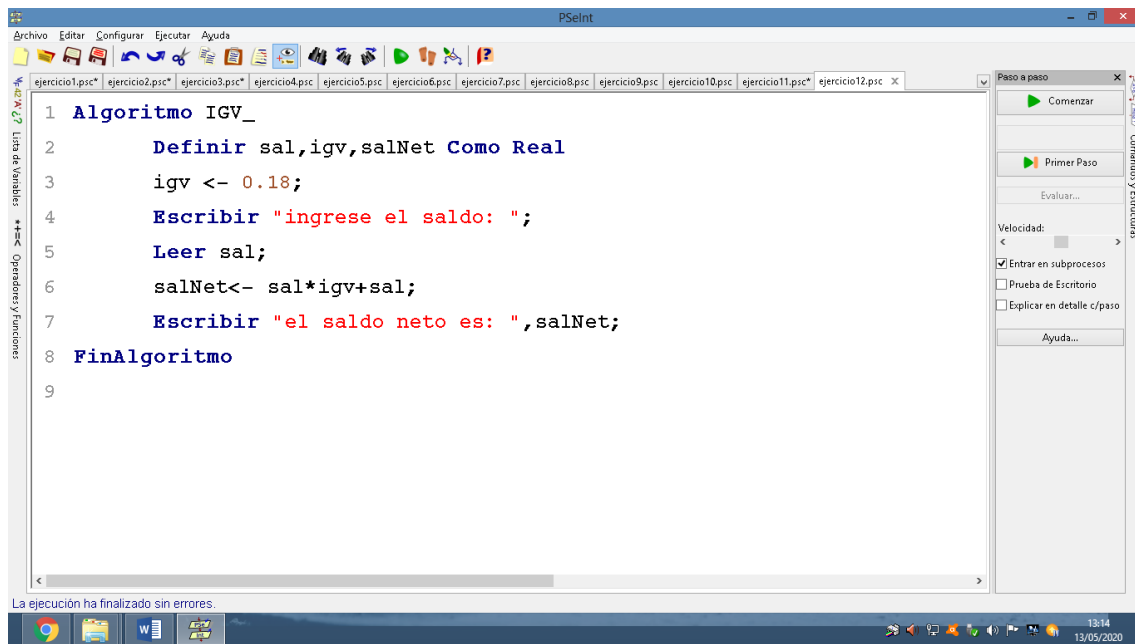 PSeInt
Archivo Editar Configurar Ejecutar Ayuda
ejercicio1.psc* ejercicio2.psc* ejercicio3.psc* ejercicio4.psc ejercicio5.psc ejercicio6.psc ejercicio7.psc ejercicio8.psc ejercicio9.psc ejercicio10.psc ejercicio11.psc* ejercicio12.psc
Lista de Variables
Operadores y Funciones
1 Algoritmo IGV_
2 Definir sal,igv,salNet Como Real
3 igv <- 0.18;
4 Escribir "ingrese el saldo: ";
5 Leer sal;
6 salNet<- sal*igv+sal;
7 Escribir "el saldo neto es: ",salNet;
8 FinAlgoritmo
9
Paso a paso
Comenzar
Primer Paso
Evaluar...
Velocidad:
Entrar en subprocesos
Prueba de Escritorio
Explicar en detalle c/paso
Ayuda...
Comandos y Estructuras
La ejecución ha finalizado sin errores.
13:14
13/05/2020